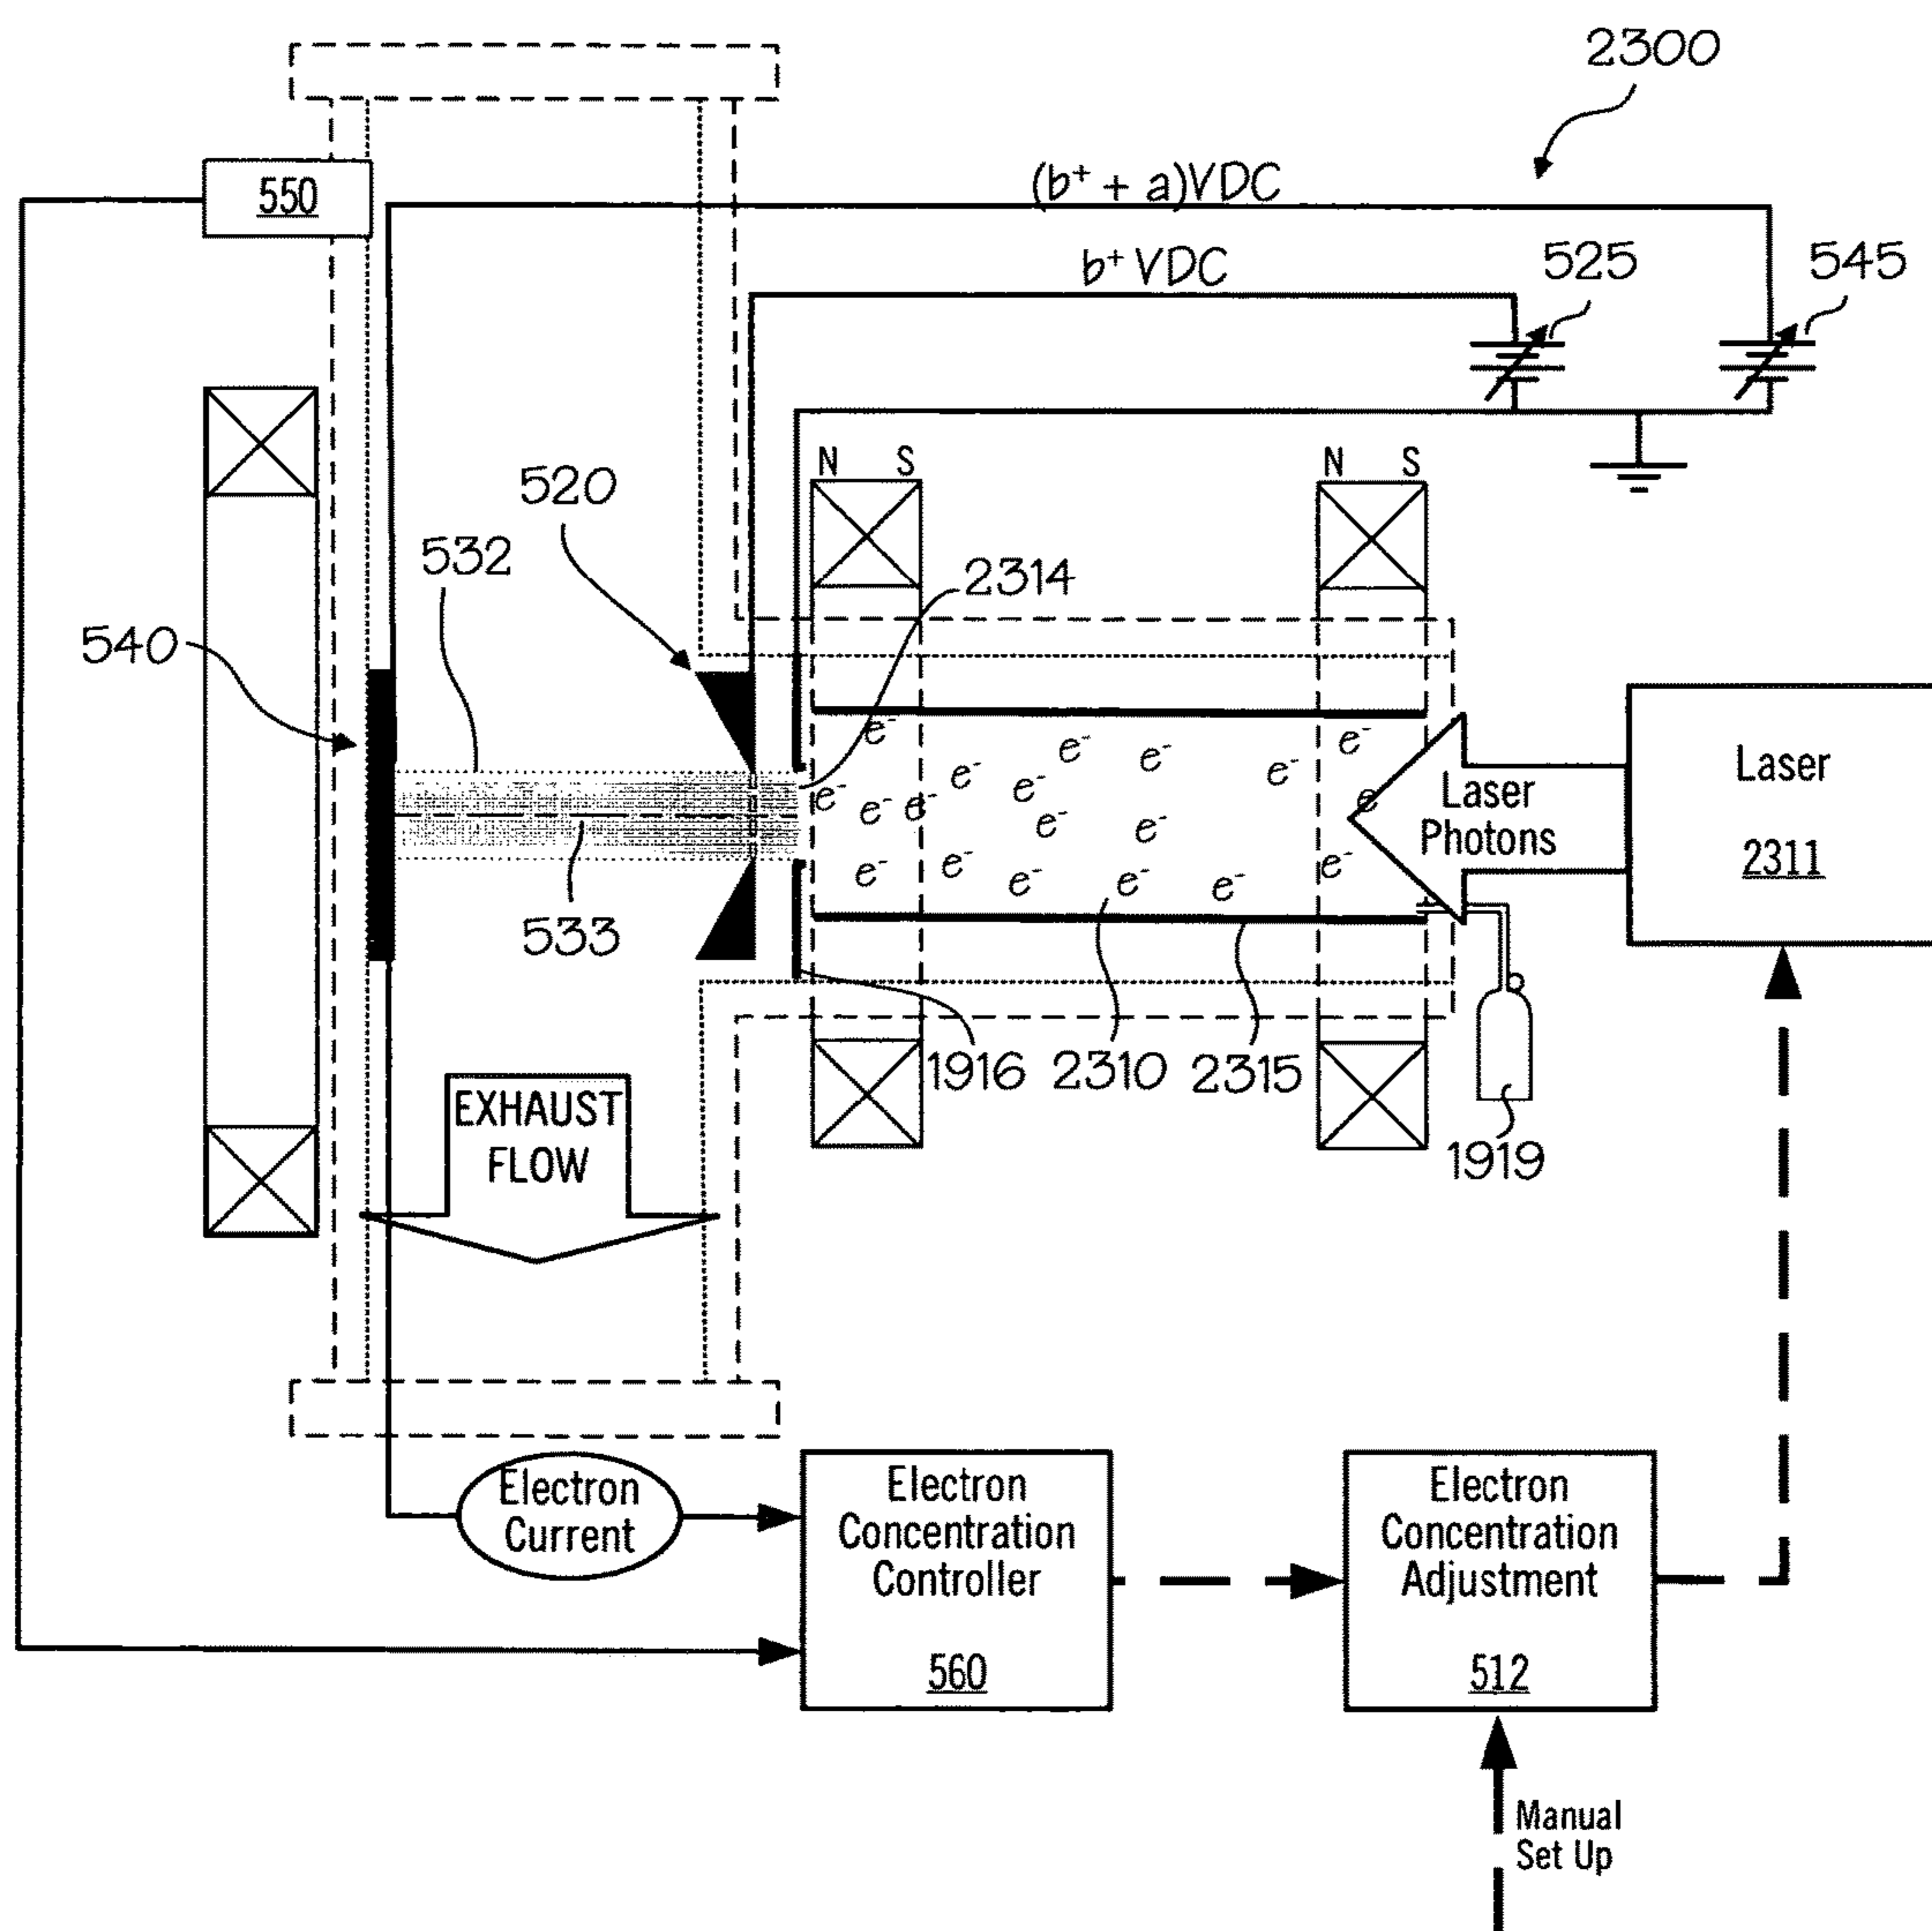 2300
(b⁺ + a)VDC
550
b⁺ VDC
525
545
N S
N S
520
532
2314
540
e⁻
e⁻
e⁻
e⁻
e⁻
e⁻
e⁻
e⁻
e⁻
e⁻
e⁻
e⁻
e⁻
e
e⁻
e⁻
e⁻
e⁻
e⁻
e⁻
Laser
Photons
Laser
2311
533
1916
2310
2315
1919
EXHAUST
FLOW
Electron
Current
Electron
Concentration
Controller
560
Electron
Concentration
Adjustment
512
Manual
Set Up